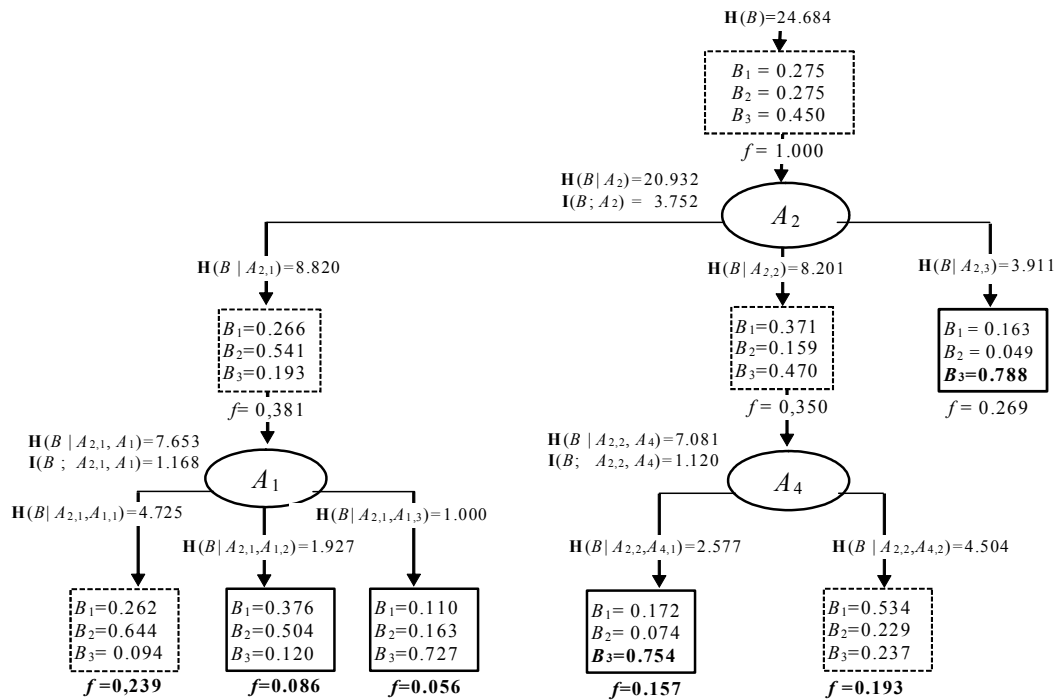 H(B)=24.684
B1 = 0.275
B2 = 0.275
B3 = 0.450
f = 1.000
H(B| A2)=20.932
I(B; A2) = 3.752
A2
H(B | A2,1)=8.820
H(B| A2,2)=8.201
H(B| A2,3)=3.911
B1=0.266
B2=0.541
B3=0.193
f= 0,381
B1=0.371
B2=0.159
B3=0.470
f = 0,350
B1 = 0.163
B2 = 0.049
B3=0.788
f = 0.269
H(B | A2,1, A1)=7.653
I(B ; A2,1, A1)=1.168
A1
H(B | A2,2, A4)=7.081
I(B; A2,2, A4)=1.120
A4
H(B| A2,1,A1,1)=4.725
H(B| A2,1,A1,2)=1.927
H(B| A2,1,A1,3)=1.000
H(B| A2,2,A4,1)=2.577
H(B | A2,2,A4,2)=4.504
B1=0.262
B2=0.644
B3= 0.094
f=0,239
B1=0.376
B2=0.504
B3=0.120
f=0.086
B1=0.110
B2=0.163
B3=0.727
f=0.056
B1= 0.172
B2= 0.074
B3=0.754
f=0.157
B1=0.534
B2=0.229
B3=0.237
f=0.193